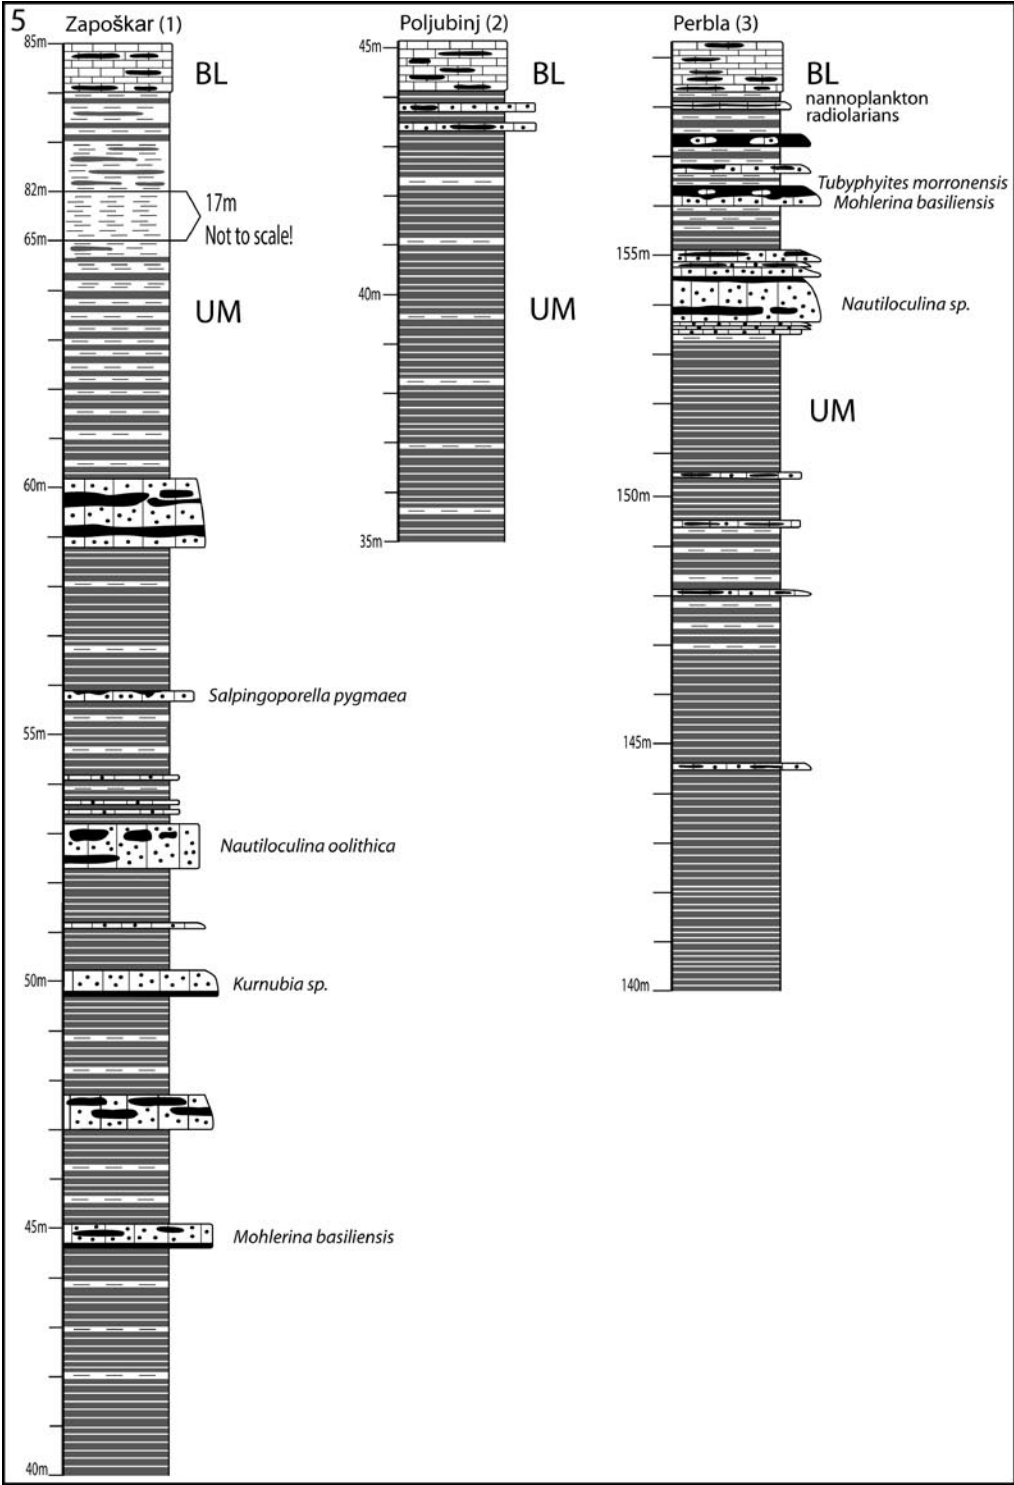 5
Zapoškar (1)
85m
BL
82m
17m
Not to scale!
65m
UM
60m
Salpingoporella pygmaea
55m
Nautiloculina oolithica
50m
Kurnubia sp.
45m
Mohlerina basiliensis
40m
Poljubinj (2)
45m
BL
40m
UM
35m
Perbla (3)
BL
nannoplankton
radiolarians
Tubyphyites morronensis
Mohlerina basiliensis
155m
Nautiloculina sp.
UM
150m
145m
140m